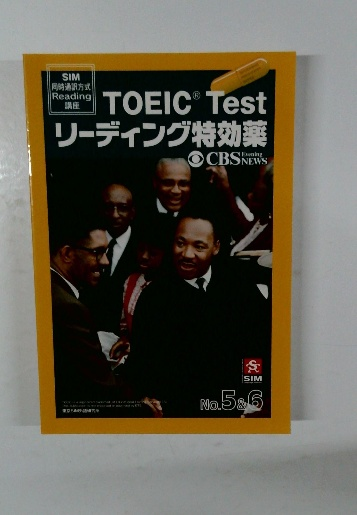 SIM
同時通訳方式
Reading
講座
TOEIC® Test
リーディング特効薬
CBS Evening NEWS
SIM
No.5&6